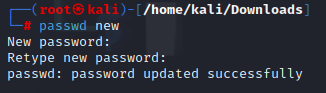 ┌──(root㉿kali)-[/home/kali/Downloads]
└─# passwd new
New password:
Retype new password:
passwd: password updated successfully